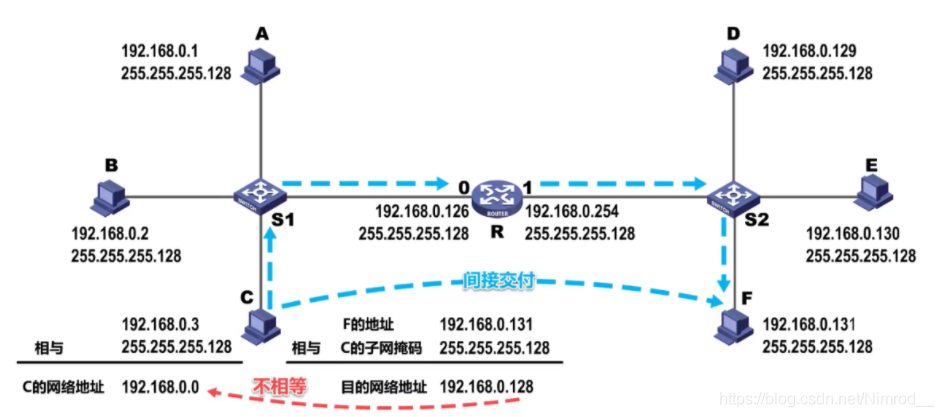 A
192.168.0.1
255.255.255.128
D
192.168.0.129
255.255.255.128
B
192.168.0.2
255.255.255.128
SWITCH
S1
0
1
ROUTER
R
192.168.0.126
255.255.255.128
192.168.0.254
255.255.255.128
SWITCH
S2
E
192.168.0.130
255.255.255.128
间接交付
C
192.168.0.3
相与
255.255.255.128
C的网络地址
192.168.0.0
F的地址
192.168.0.131
相与
C的子网掩码
255.255.255.128
目的网络地址
192.168.0.128
不相等
F
192.168.0.131
255.255.255.128
https://blog.csdn.net/Nimrod__